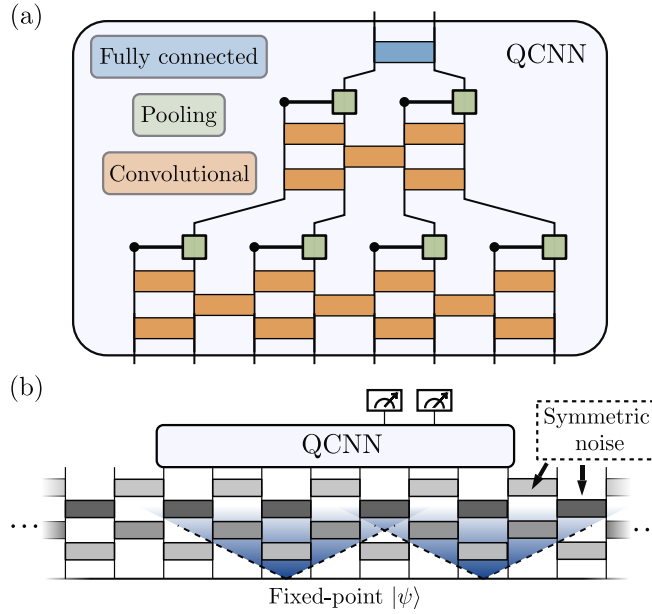 (a)
Fully connected
QCNN
Pooling
Convolutional
(b)
QCNN
Symmetric
noise
...
...
Fixed-point |ψ⟩